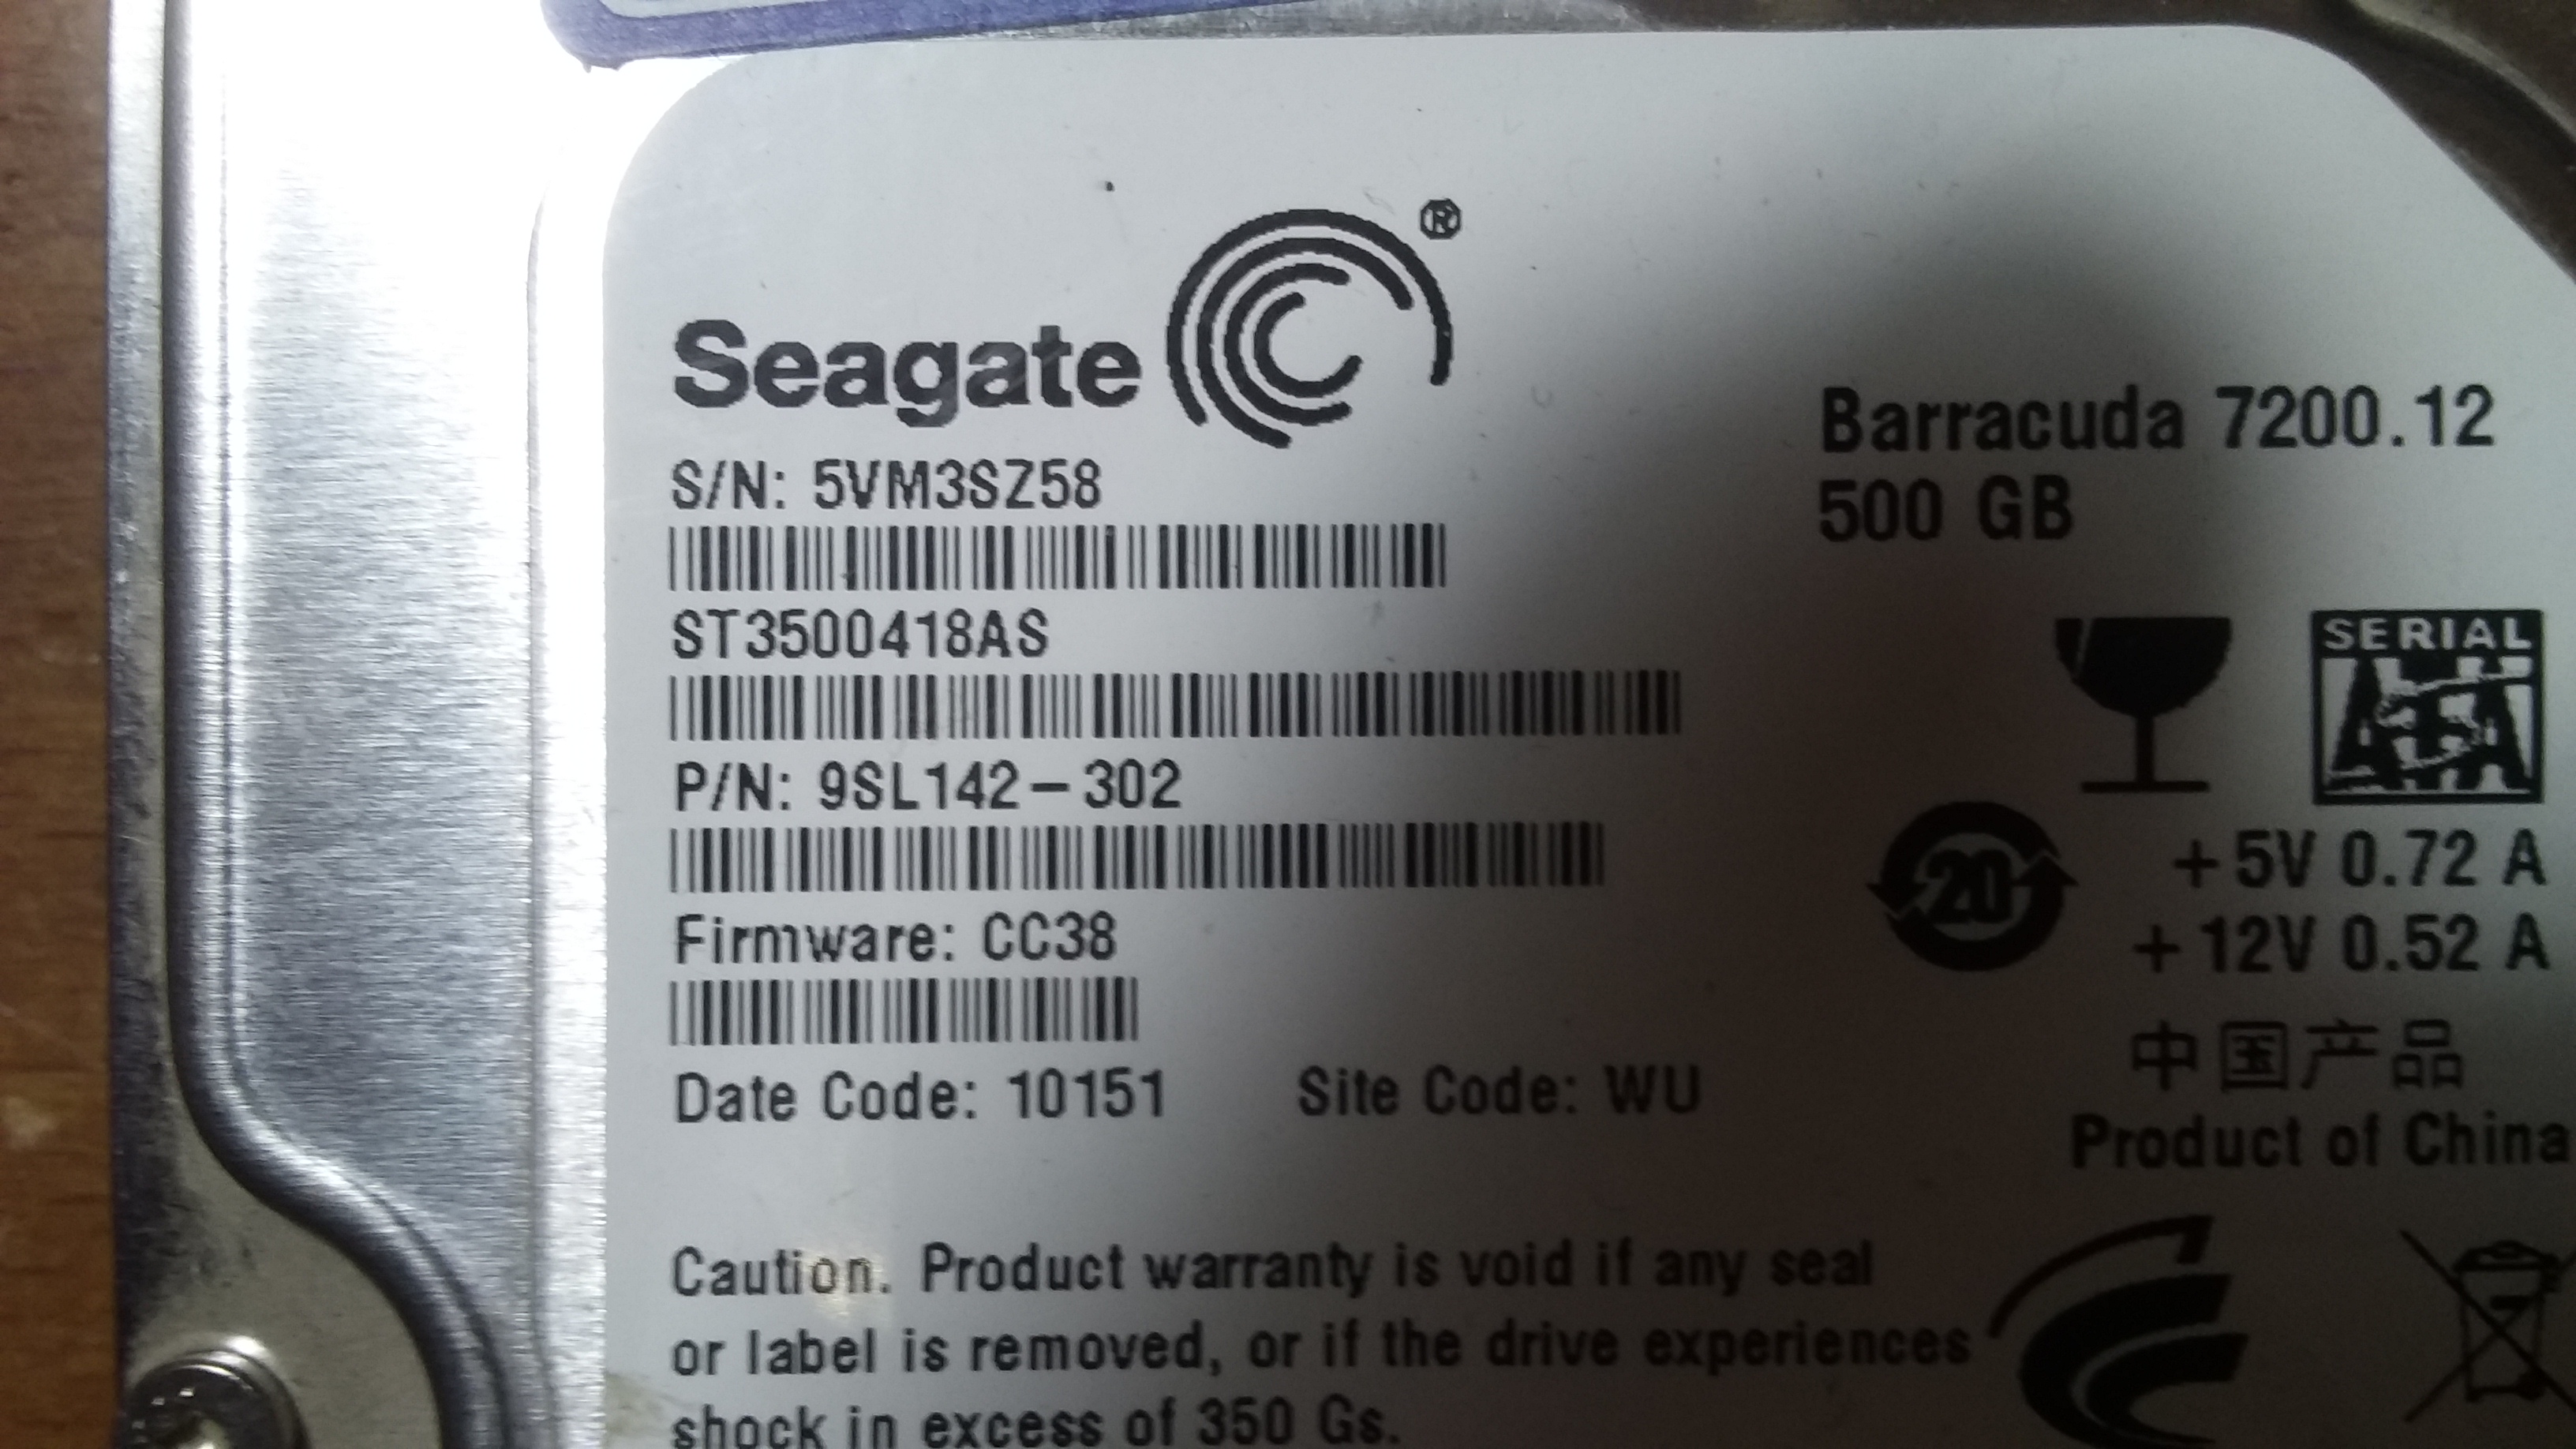 Seagate ®
S/N: 5VM3SZ58
ST3500418AS
P/N: 9SL142-302
Firmware: CC38
Date Code: 10151 Site Code: WU
Caution. Product warranty is void if any seal
or label is removed, or if the drive experiences
shock in excess of 350 Gs.
Barracuda 7200.12
500 GB
SERIAL
ATA
20
+5V 0.72 A
+12V 0.52 A
中国产品
Product of China